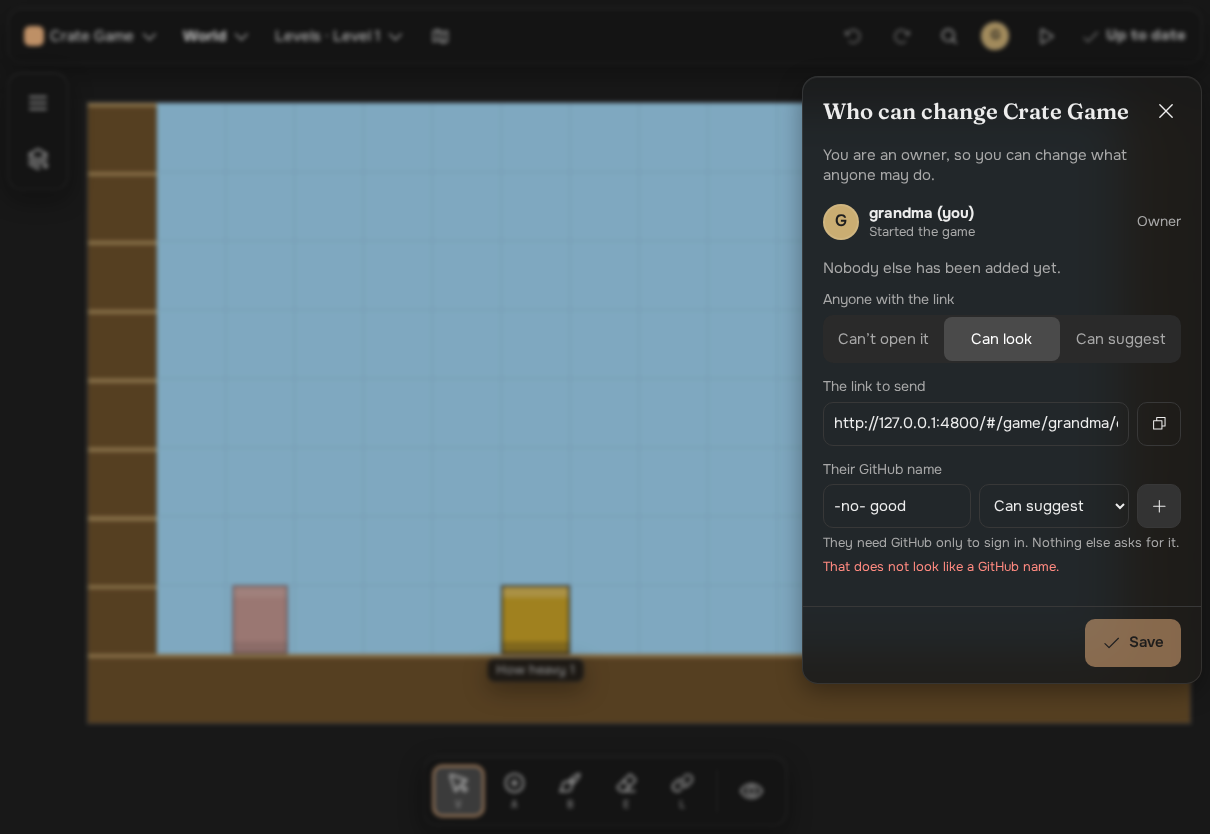 Crate Game
World
Levels · Level 1
Up to date
Who can change Crate Game
You are an owner, so you can change what
anyone may do.
G
grandma (you)
Started the game
Owner
Nobody else has been added yet.
Anyone with the link
Can’t open it
Can look
Can suggest
The link to send
http://127.0.0.1:4800/#/game/grandma/
Their GitHub name
-no- good
Can suggest
They need GitHub only to sign in. Nothing else asks for it.
That does not look like a GitHub name.
Save
How heavy 1
A
B
E
L